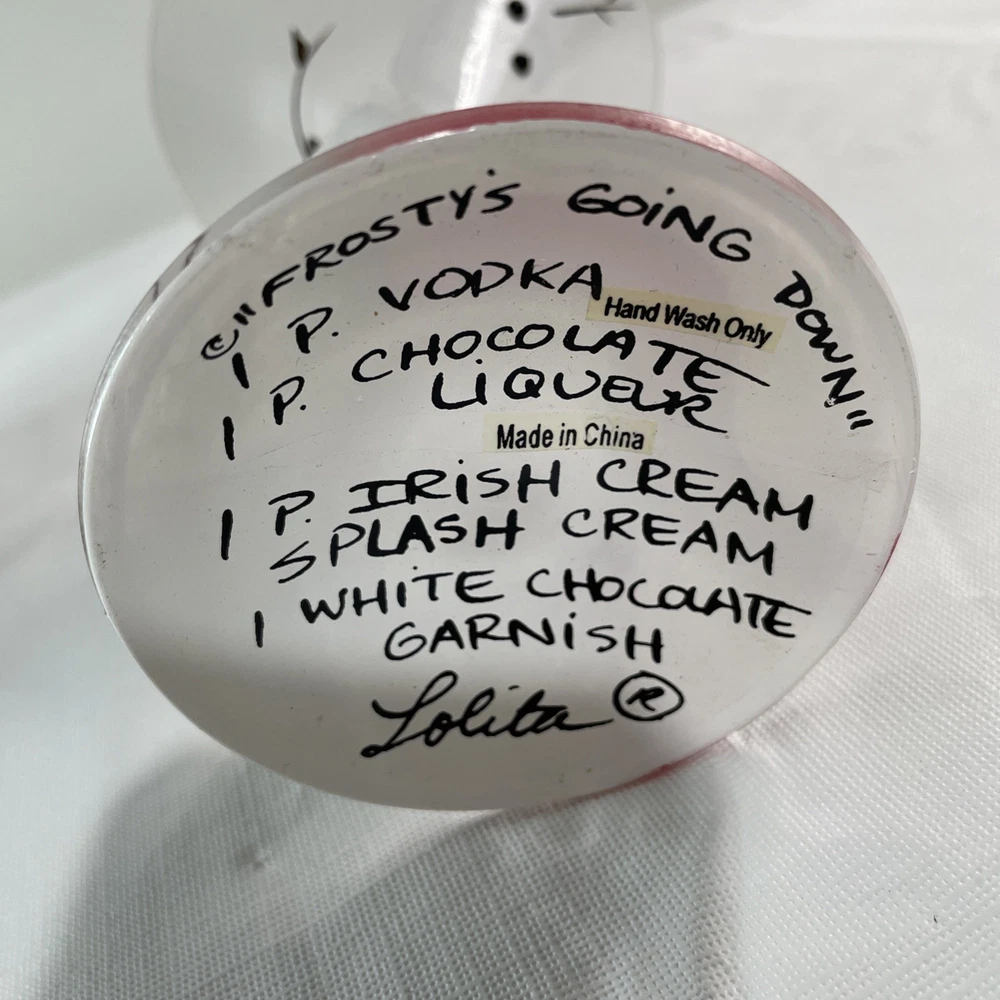 ©"FROSTY'S GOING DOWN"
1 P. VODKA
Hand Wash Only
1 P. CHOCOLATE
LIQUEUR
Made in China
1 P. IRISH CREAM
SPLASH CREAM
1 WHITE CHOCOLATE
GARNISH
Lolita ®